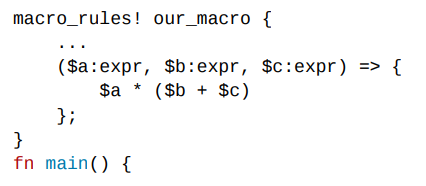 macro_rules! our_macro {
    ...
    ($a:expr, $b:expr, $c:expr) => {
        $a * ($b + $c)
    };
}
fn main() {